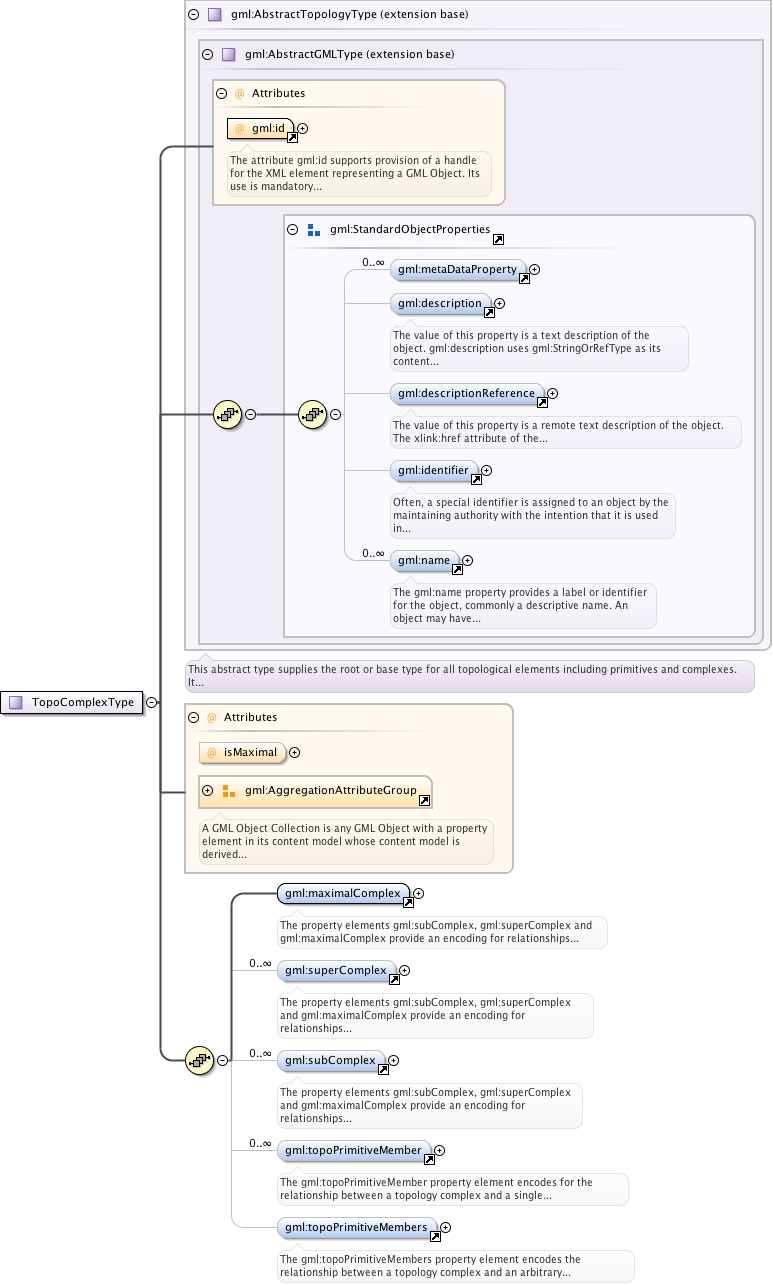 gml:AbstractTopologyType (extension base)
gml:AbstractGMLType (extension base)
@ Attributes
@ gml:id
The attribute gml:id supports provision of a handle
for the XML element representing a GML Object. Its
use is mandatory...
gml:StandardObjectProperties
0..∞
gml:metaDataProperty
gml:description
The value of this property is a text description of the
object. gml:description uses gml:StringOrRefType as its
content...
gml:descriptionReference
The value of this property is a remote text description of the object.
The xlink:href attribute of the...
gml:identifier
Often, a special identifier is assigned to an object by the
maintaining authority with the intention that it is used
in...
0..∞
gml:name
The gml:name property provides a label or identifier
for the object, commonly a descriptive name. An
object may have...
This abstract type supplies the root or base type for all topological elements including primitives and complexes.
It...
TopoComplexType
@ Attributes
@ isMaximal
gml:AggregationAttributeGroup
A GML Object Collection is any GML Object with a property
element in its content model whose content model is
derived...
gml:maximalComplex
The property elements gml:subComplex, gml:superComplex and
gml:maximalComplex provide an encoding for relationships...
0..∞
gml:superComplex
The property elements gml:subComplex, gml:superComplex
and gml:maximalComplex provide an encoding for
relationships...
0..∞
gml:subComplex
The property elements gml:subComplex, gml:superComplex
and gml:maximalComplex provide an encoding for
relationships...
0..∞
gml:topoPrimitiveMember
The gml:topoPrimitiveMember property element encodes for the
relationship between a topology complex and a single...
gml:topoPrimitiveMembers
The gml:topoPrimitiveMembers property element encodes the
relationship between a topology complex and an arbitrary...